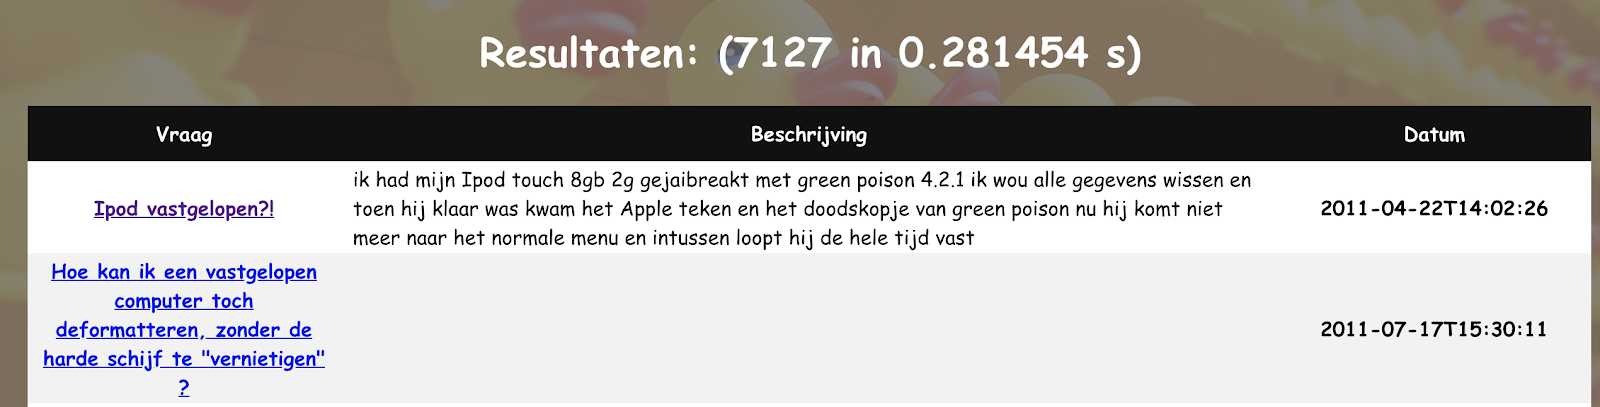 Resultaten: (7127 in 0.281454 s)
Vraag Beschrijving Datum
Ipod vastgelopen?!
ik had mijn Ipod touch 8gb 2g gejaibreakt met green poison 4.2.1 ik wou alle gegevens wissen en
toen hij klaar was kwam het Apple teken en het doodskopje van green poison nu hij komt niet
meer naar het normale menu en intussen loopt hij de hele tijd vast
2011-04-22T14:02:26
Hoe kan ik een vastgelopen
computer toch
deformatteren, zonder de
harde schijf te "vernietigen"
?
2011-07-17T15:30:11